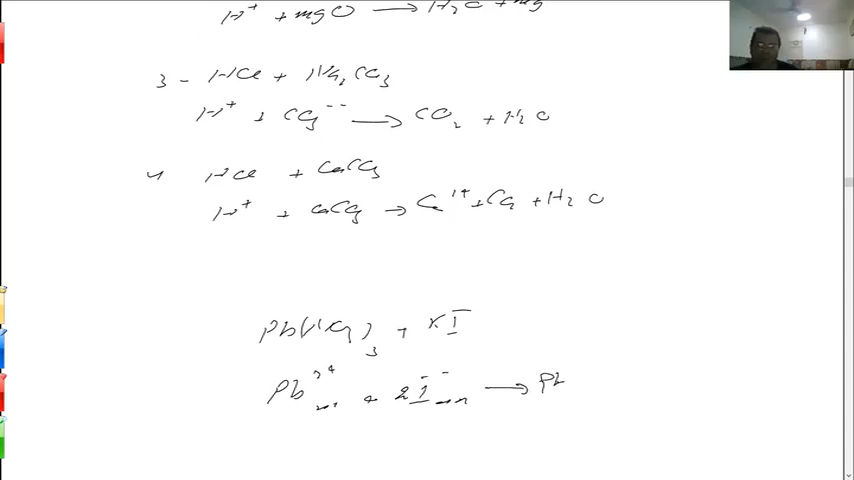 H⁺ + MgO → H₂O + Mg
3 - HCl + Na₂CO₃
H⁺ + CO₃⁻⁻ → CO₂ + H₂O
4 HCl + CaCO₃
H⁺ + CaCO₃ → Ca⁺⁺ + CO₂ + H₂O
Pb(NO₃)₃ + KI
Pb²⁺ + 2I⁻ → Pb